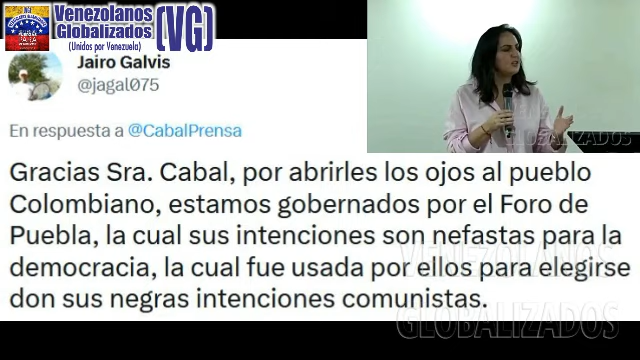 Venezolanos
Globalizados
(Unidos por Venezuela)
(VG)
Jairo Galvis
@jagal075
En respuesta a @CabalPrensa
Gracias Sra. Cabal, por abrirles los ojos al pueblo
Colombiano, estamos gobernados por el Foro de
Puebla, la cual sus intenciones son nefastas para la
democracia, la cual fue usada por ellos para elegirse
don sus negras intenciones comunistas.
GLOBALIZADOS
VENEZOLANOS
GLOBALIZADOS